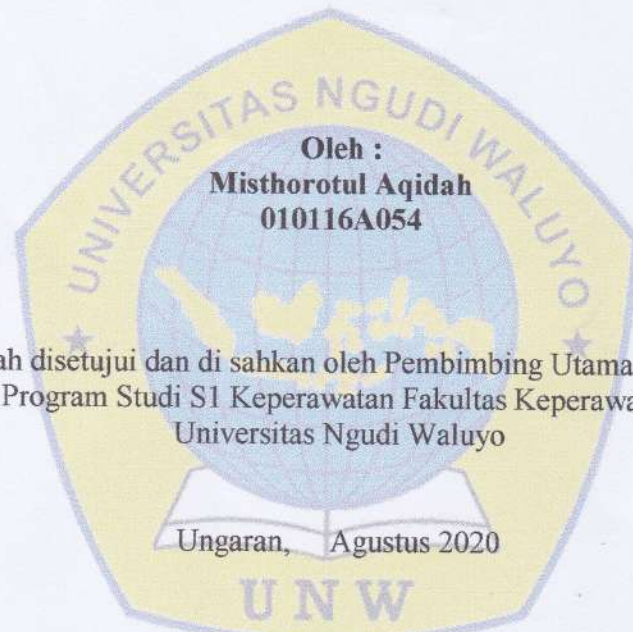 UNIVERSITAS NGUDI WALUYO
Oleh :
Misthorotul Aqidah
010116A054
ah disetujui dan di sahkan oleh Pembimbing Utama
Program Studi S1 Keperawatan Fakultas Keperawa
Universitas Ngudi Waluyo
Ungaran, Agustus 2020
UNW